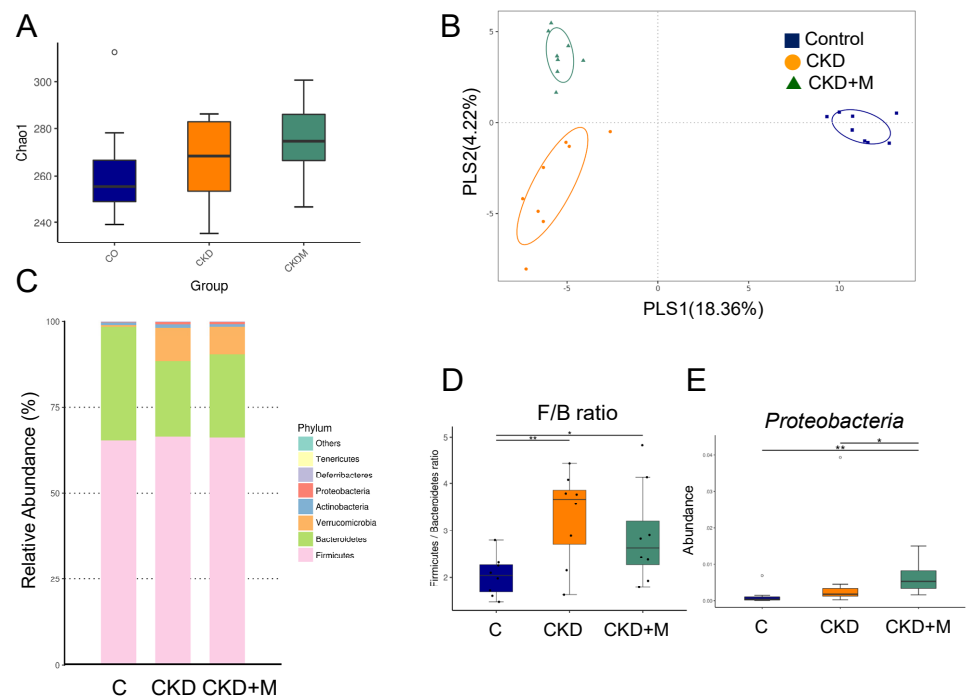 A
300
280
260
240
Chao1
CO
CKD
CKDM
Group
B
Control
CKD
CKD+M
5
0
-5
PLS2(4.22%)
-5
0
5
10
PLS1(18.36%)
C
100
75
50
25
0
Relative Abundance (%)
C CKD CKD+M
Phylum
Others
Tenericutes
Deferribacteres
Proteobacteria
Actinobacteria
Verrucomicrobia
Bacteroidetes
Firmicutes
D
F/B ratio
**
*
5
4
3
2
Firmicutes / Bacteroidetes ratio
C CKD CKD+M
E
Proteobacteria
*
**
0.04
0.03
0.02
0.01
0.00
Abundance
C CKD CKD+M